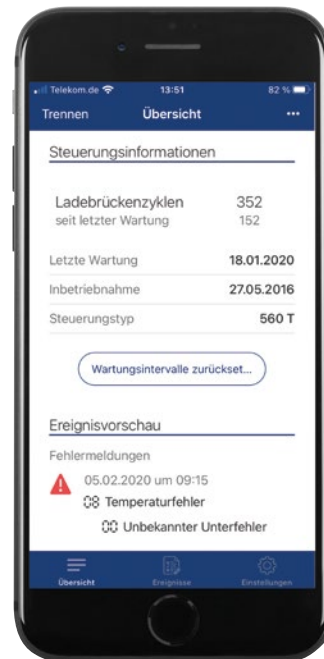 Telekom.de 13:51 82 %
Trennen Übersicht ...
Steuerungsinformationen
Ladebrückenzyklen 352
seit letzter Wartung 152
Letzte Wartung 18.01.2020
Inbetriebnahme 27.05.2016
Steuerungstyp 560 T
Wartungsintervalle zurückset...
Ereignisvorschau
Fehlermeldungen
05.02.2020 um 09:15
08 Temperaturfehler
00 Unbekannter Unterfehler
Übersicht Ereignisse Einstellungen